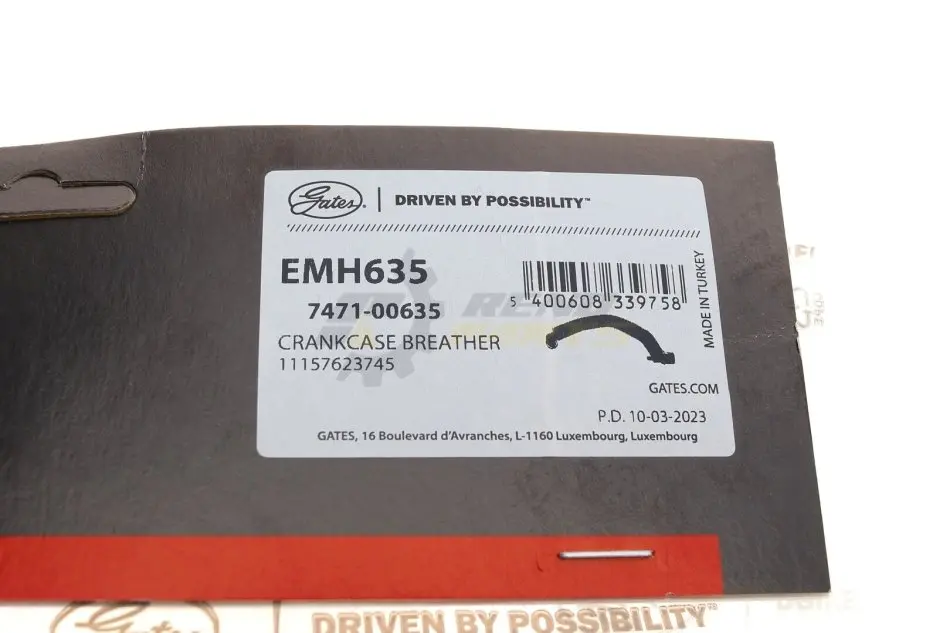 Gates. | DRIVEN BY POSSIBILITY™
EMH635
7471-00635
CRANKCASE BREATHER
11157623745
5 400608 339758
MADE IN TURKEY
GATES.COM
P.D. 10-03-2023
GATES, 16 Boulevard d'Avranches, L-1160 Luxembourg, Luxembourg
Gates DRIVEN BY POSSIBILITY™